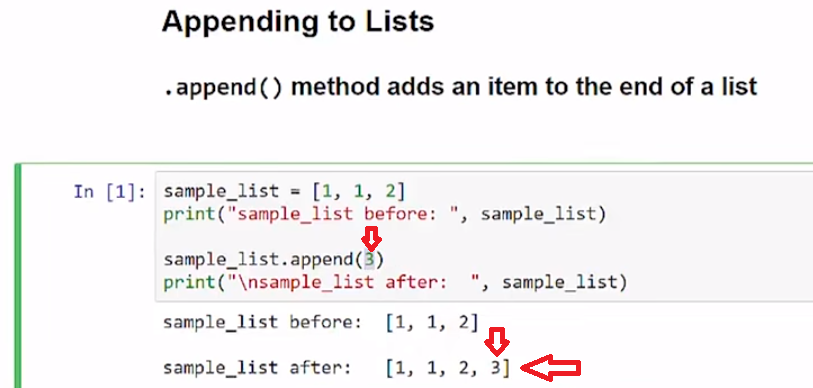 Appending to Lists
.append() method adds an item to the end of a list
In [1]: sample_list = [1, 1, 2]
print("sample_list before: ", sample_list)
sample_list.append(3)
print("\nsample_list after:  ", sample_list)
sample_list before:  [1, 1, 2]
sample_list after:   [1, 1, 2, 3]